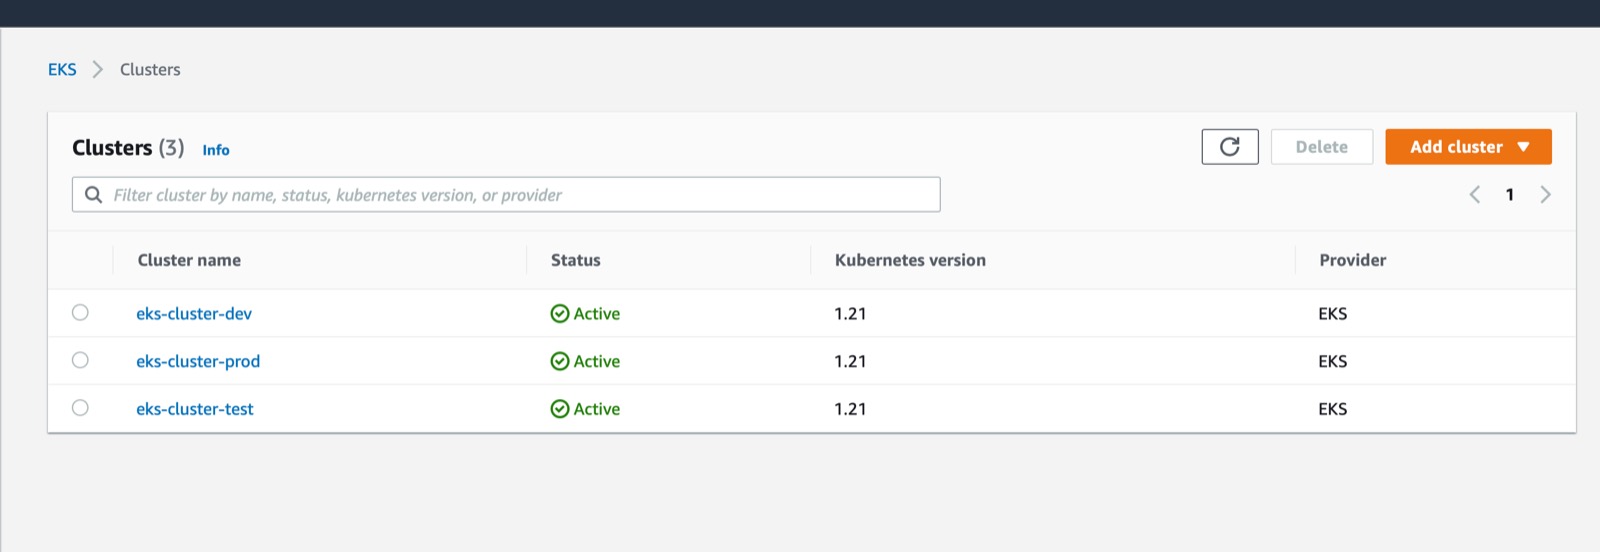 EKS > Clusters
Clusters (3) Info
Delete
Add cluster
Filter cluster by name, status, kubernetes version, or provider
1
Cluster name Status Kubernetes version Provider
eks-cluster-dev Active 1.21 EKS
eks-cluster-prod Active 1.21 EKS
eks-cluster-test Active 1.21 EKS